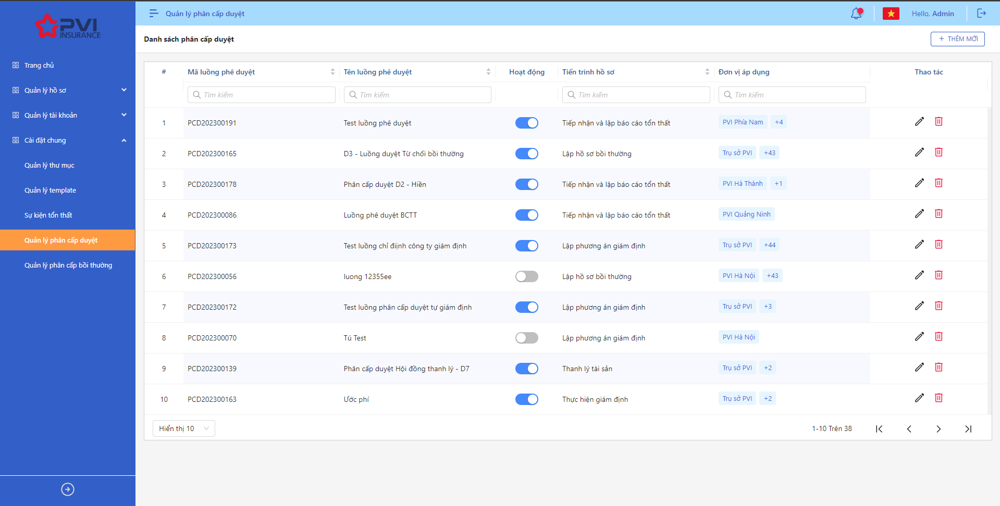 PVI
INSURANCE
Trang chủ
Quản lý hồ sơ
Quản lý tài khoản
Cài đặt chung
Quản lý thư mục
Quản lý template
Sự kiện tổn thất
Quản lý phân cấp duyệt
Quản lý phân cấp bồi thường
Quản lý phân cấp duyệt
Hello, Admin
Danh sách phân cấp duyệt
+ THÊM MỚI
# Mã luồng phê duyệt Tên luồng phê duyệt Hoạt động Tiến trình hồ sơ Đơn vị áp dụng Thao tác
Tìm kiếm Tìm kiếm Tìm kiếm Tìm kiếm
1 PCD202300191 Test luồng phê duyệt Tiếp nhận và lập báo cáo tổn thất PVI Phía Nam +4
2 PCD202300165 D3 - Luồng duyệt Từ chối bồi thường Lập hồ sơ bồi thường Trụ sở PVI +43
3 PCD202300178 Phân cấp duyệt D2 - Hiền Tiếp nhận và lập báo cáo tổn thất PVI Hà Thành +1
4 PCD202300086 Luồng phê duyệt BCTT Tiếp nhận và lập báo cáo tổn thất PVI Quảng Ninh
5 PCD202300173 Test luồng chỉ điịnh công ty giám định Lập phương án giám định Trụ sở PVI +44
6 PCD202300056 luong 12355ee Lập hồ sơ bồi thường PVI Hà Nội +43
7 PCD202300172 Test luồng phân cấp duyệt tự giám định Lập phương án giám định Trụ sở PVI +3
8 PCD202300070 Tú Test Lập phương án giám định PVI Hà Nội
9 PCD202300139 Phân cấp duyệt Hội đồng thanh lý - D7 Thanh lý tài sản Trụ sở PVI +2
10 PCD202300163 Ước phí Thực hiện giám định Trụ sở PVI +2
Hiển thị 10
1-10 Trên 38